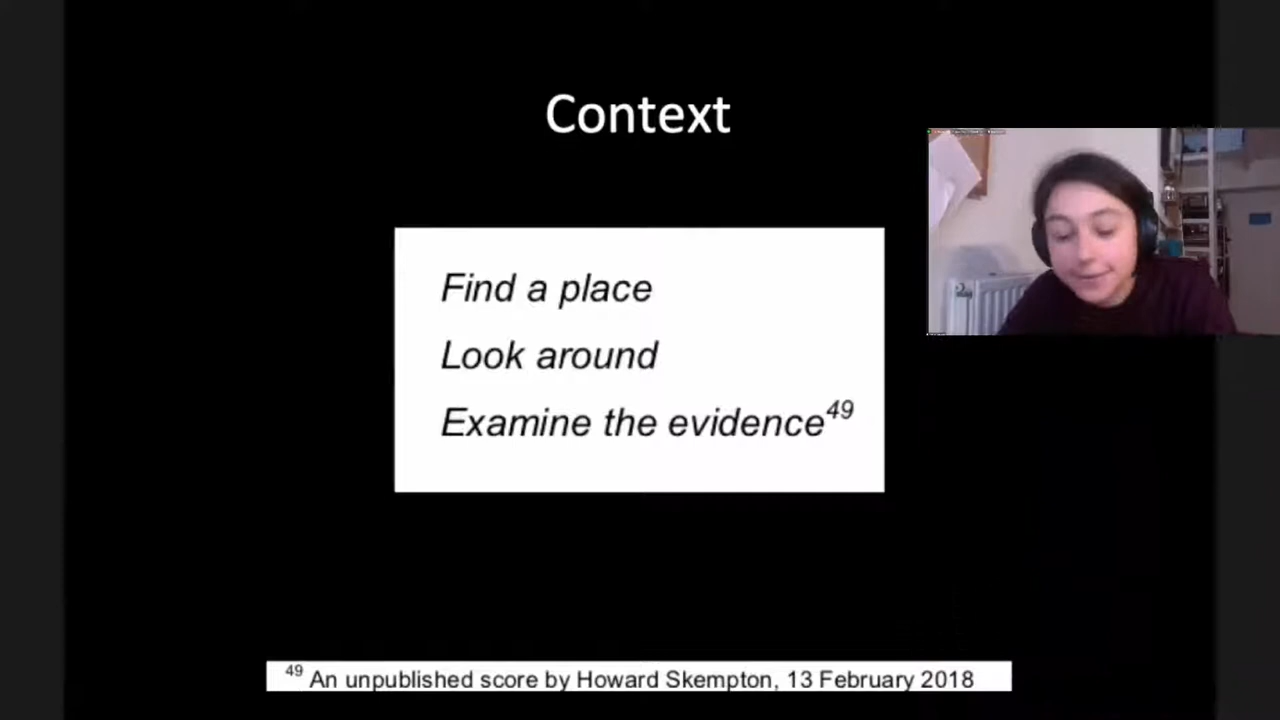 Context
Find a place
Look around
Examine the evidence49
49 An unpublished score by Howard Skempton, 13 February 2018